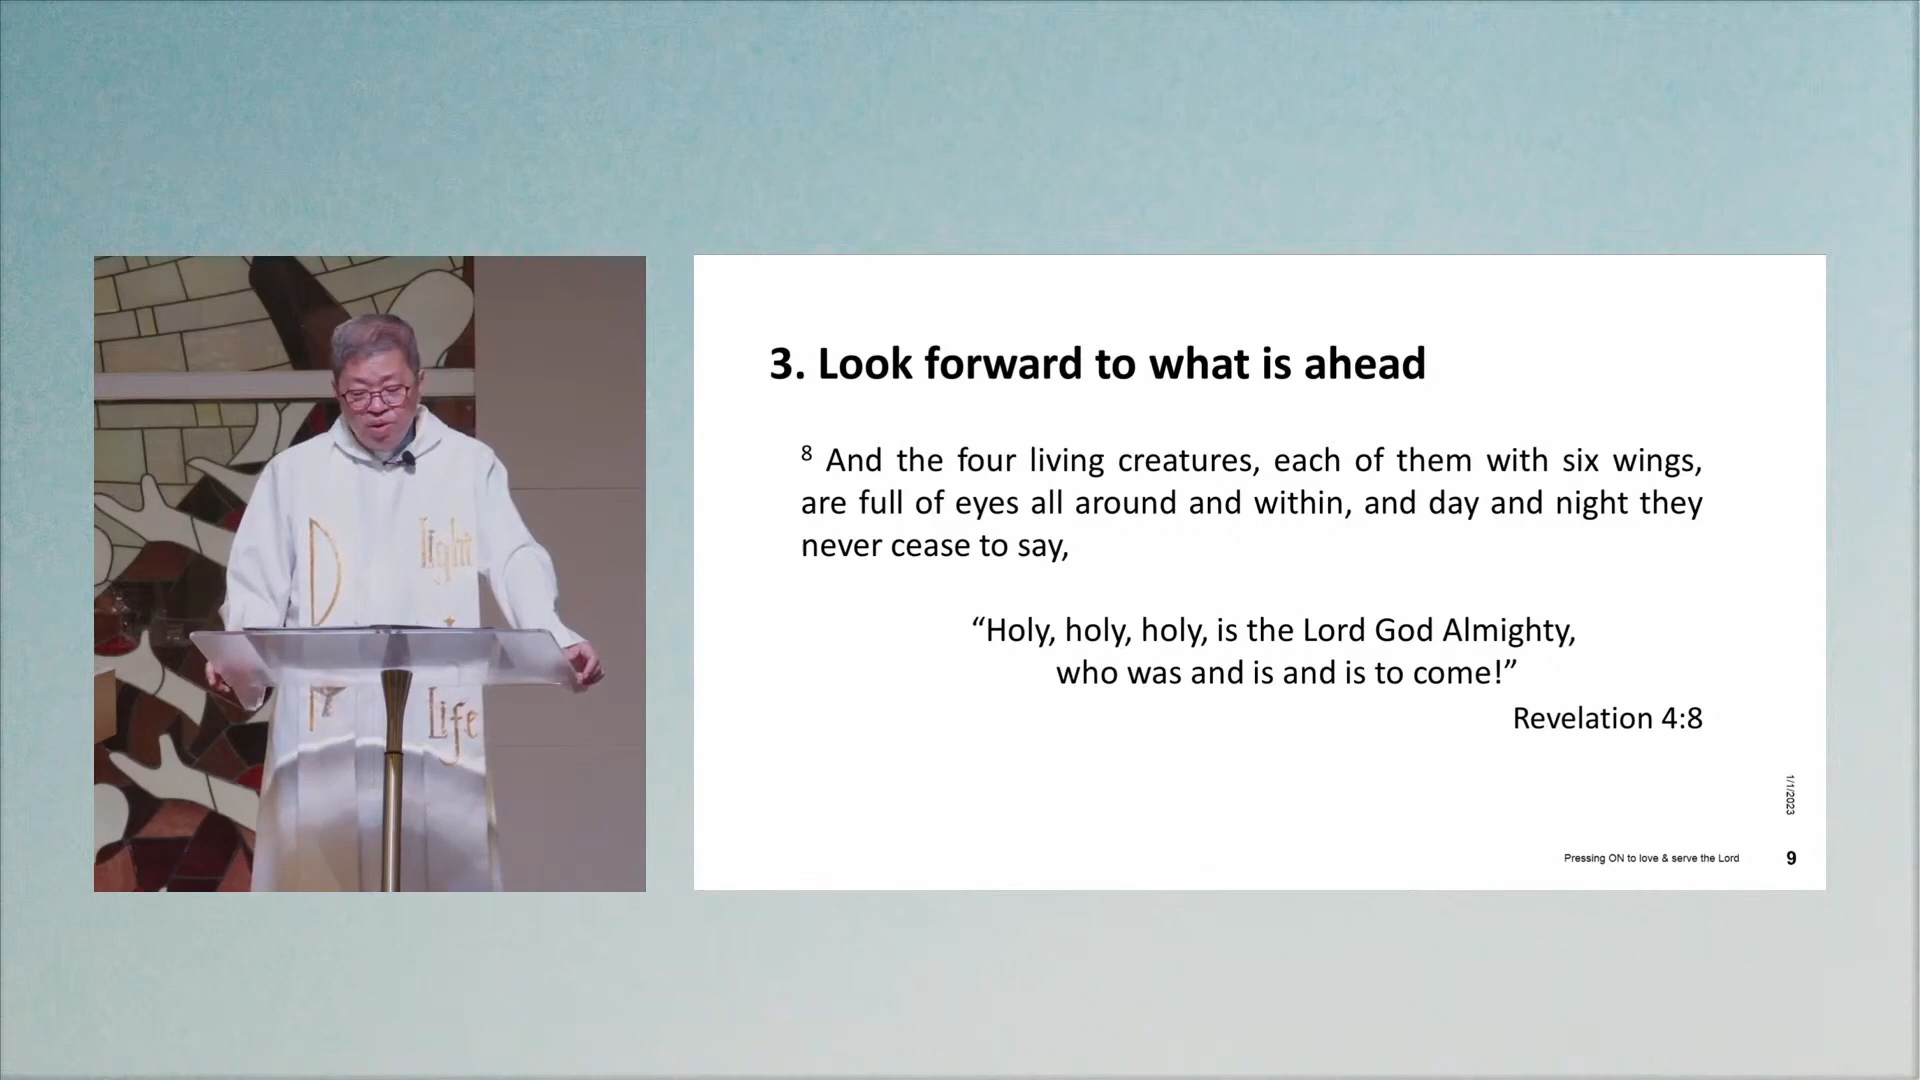 Light
Life
3. Look forward to what is ahead
8 And the four living creatures, each of them with six wings,
are full of eyes all around and within, and day and night they
never cease to say,
“Holy, holy, holy, is the Lord God Almighty,
who was and is and is to come!”
Revelation 4:8
1/1/2023
Pressing ON to love & serve the Lord
9